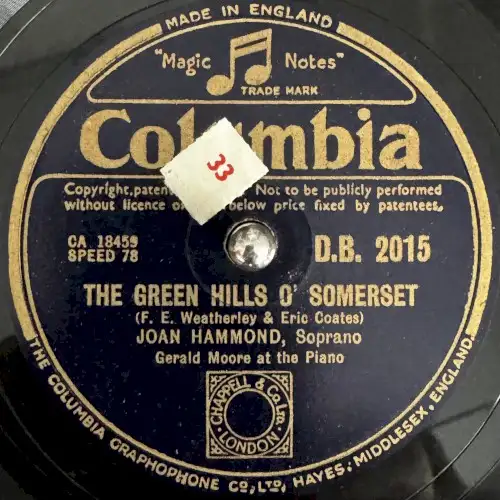 MADE IN ENGLAND
"Magic Notes"
TRADE MARK
Columbia
33
Copyright, Not to be publicly performed
without licence below price fixed by patentees.
CA 18459
SPEED 78
D.B. 2015
THE GREEN HILLS O' SOMERSET
(F. E. Weatherley & Eric Coates)
JOAN HAMMOND, Soprano
Gerald Moore at the Piano
CHAPPELL & Co., Ltd.
LONDON
THE COLUMBIA GRAPHOPHONE CO., LTD, HAYES, MIDDLESEX, ENGLAND.